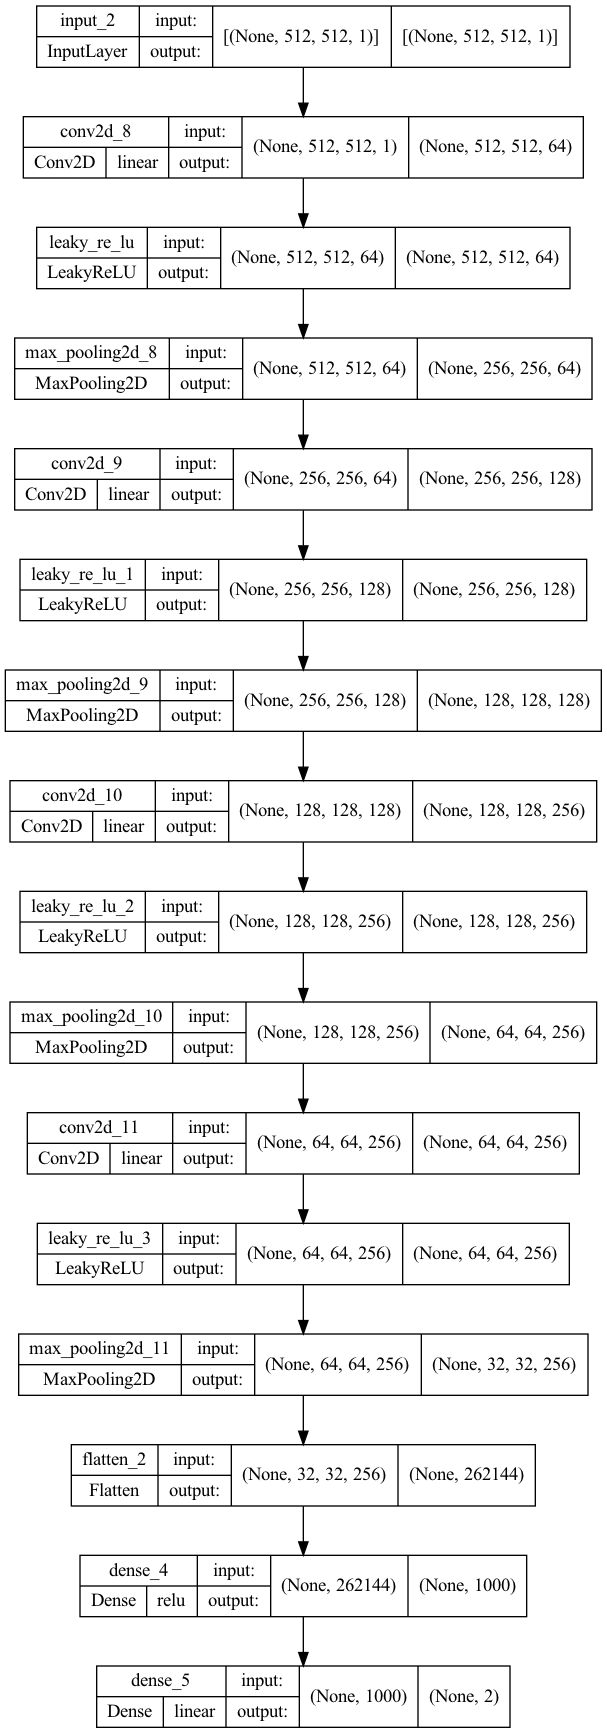 input_2 input: [(None, 512, 512, 1)] [(None, 512, 512, 1)]
InputLayer output:
conv2d_8 input: (None, 512, 512, 1) (None, 512, 512, 64)
Conv2D linear output:
leaky_re_lu input: (None, 512, 512, 64) (None, 512, 512, 64)
LeakyReLU output:
max_pooling2d_8 input: (None, 512, 512, 64) (None, 256, 256, 64)
MaxPooling2D output:
conv2d_9 input: (None, 256, 256, 64) (None, 256, 256, 128)
Conv2D linear output:
leaky_re_lu_1 input: (None, 256, 256, 128) (None, 256, 256, 128)
LeakyReLU output:
max_pooling2d_9 input: (None, 256, 256, 128) (None, 128, 128, 128)
MaxPooling2D output:
conv2d_10 input: (None, 128, 128, 128) (None, 128, 128, 256)
Conv2D linear output:
leaky_re_lu_2 input: (None, 128, 128, 256) (None, 128, 128, 256)
LeakyReLU output:
max_pooling2d_10 input: (None, 128, 128, 256) (None, 64, 64, 256)
MaxPooling2D output:
conv2d_11 input: (None, 64, 64, 256) (None, 64, 64, 256)
Conv2D linear output:
leaky_re_lu_3 input: (None, 64, 64, 256) (None, 64, 64, 256)
LeakyReLU output:
max_pooling2d_11 input: (None, 64, 64, 256) (None, 32, 32, 256)
MaxPooling2D output:
flatten_2 input: (None, 32, 32, 256) (None, 262144)
Flatten output:
dense_4 input: (None, 262144) (None, 1000)
Dense relu output:
dense_5 input: (None, 1000) (None, 2)
Dense linear output: